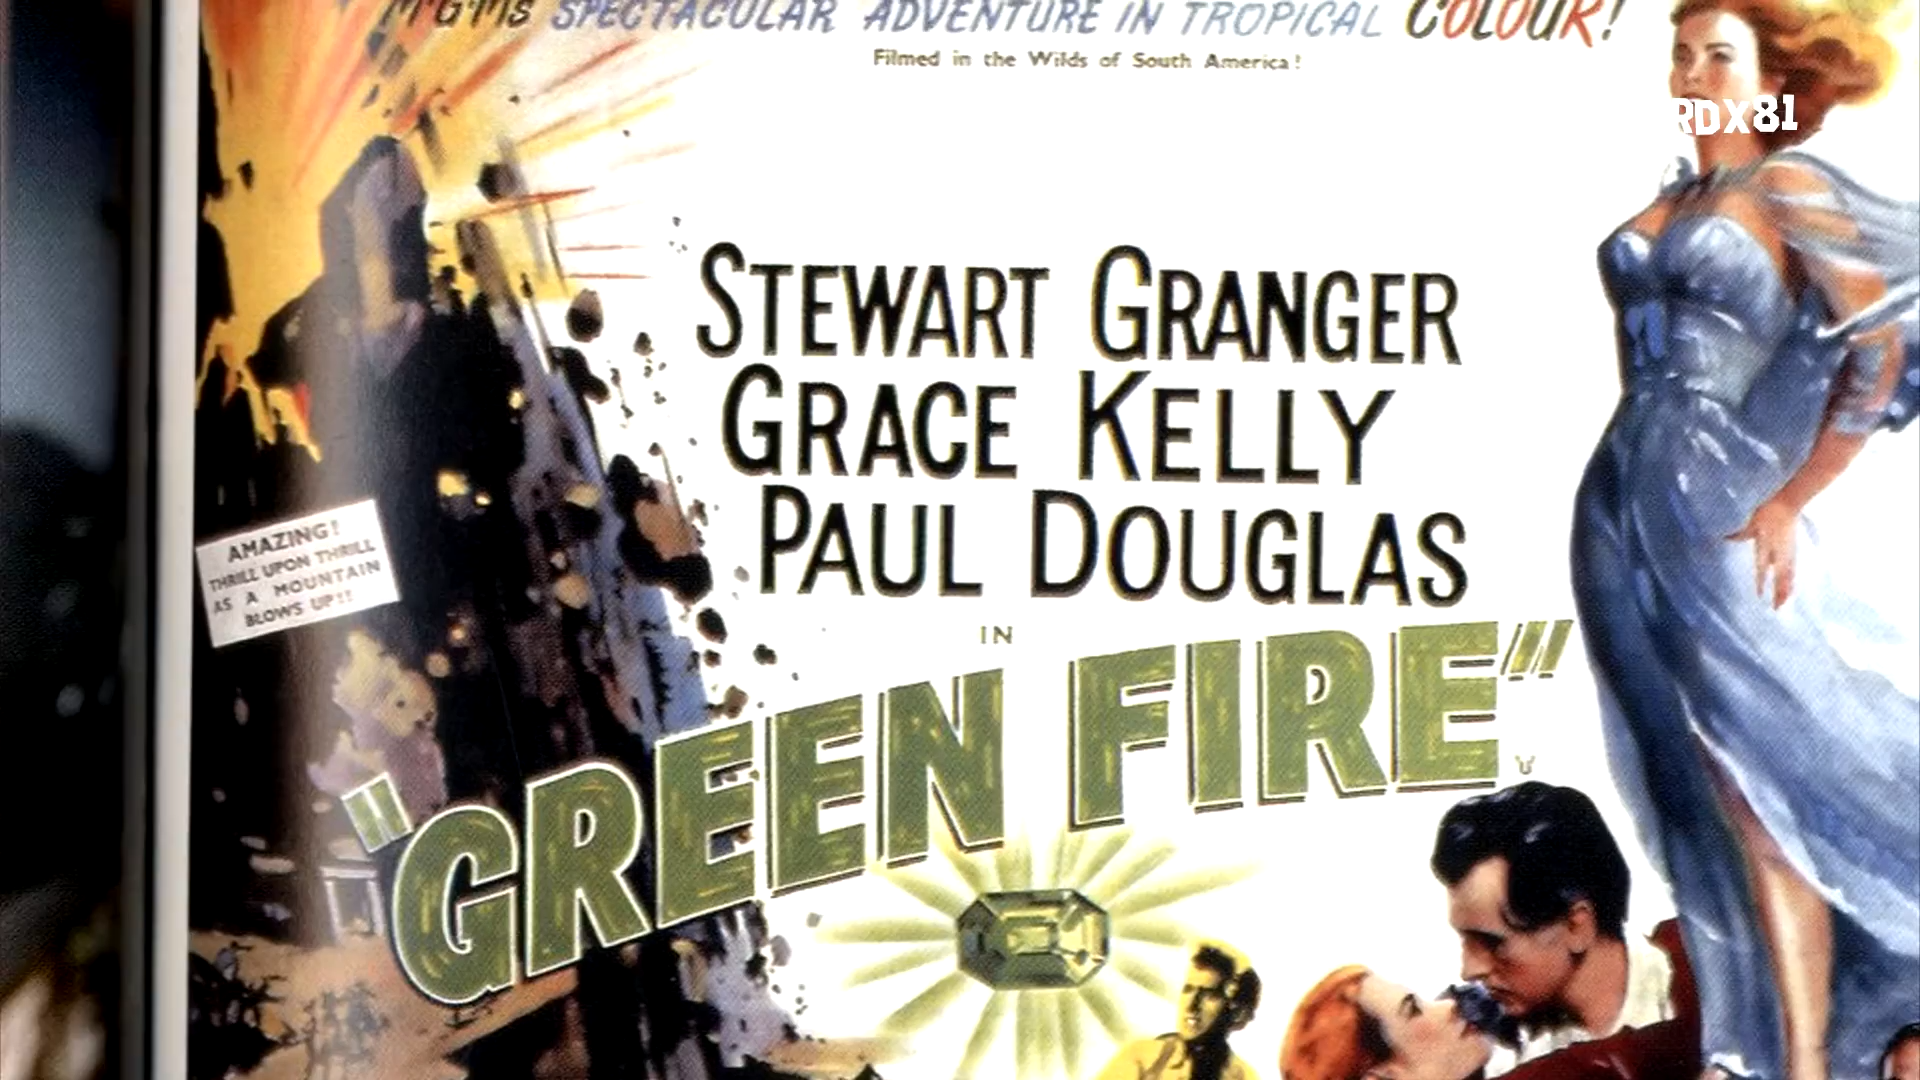 M·G·M's SPECTACULAR ADVENTURE IN TROPICAL COLOUR!
Filmed in the Wilds of South America!
RDX81
STEWART GRANGER
GRACE KELLY
PAUL DOUGLAS
AMAZING!
THRILL UPON THRILL
AS A MOUNTAIN
BLOWS UP!!
IN
"GREEN FIRE"